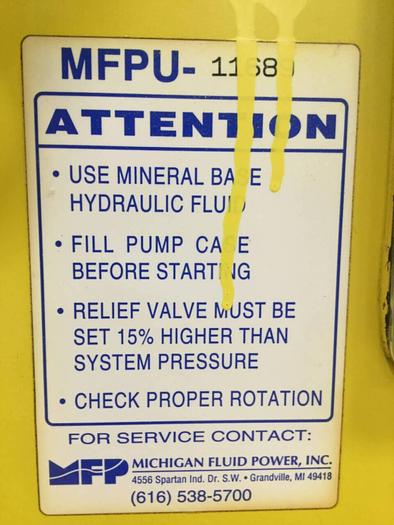 MFPU- 11689
ATTENTION
• USE MINERAL BASE
HYDRAULIC FLUID
• FILL PUMP CASE
BEFORE STARTING
• RELIEF VALVE MUST BE
SET 15% HIGHER THAN
SYSTEM PRESSURE
• CHECK PROPER ROTATION
FOR SERVICE CONTACT:
MFP MICHIGAN FLUID POWER, INC.
4556 Spartan Ind. Dr. S.W. • Grandville, MI 49418
(616) 538-5700